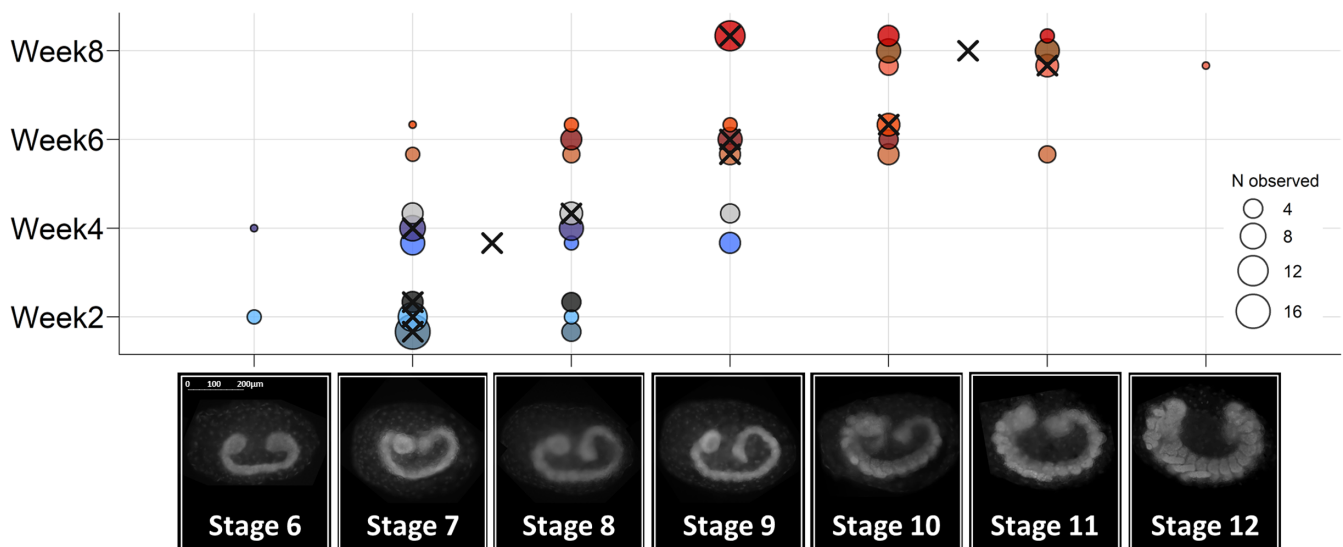 Week8
Week6
Week4
Week2
N observed
4
8
12
16
0 100 200µm
Stage 6
Stage 7
Stage 8
Stage 9
Stage 10
Stage 11
Stage 12